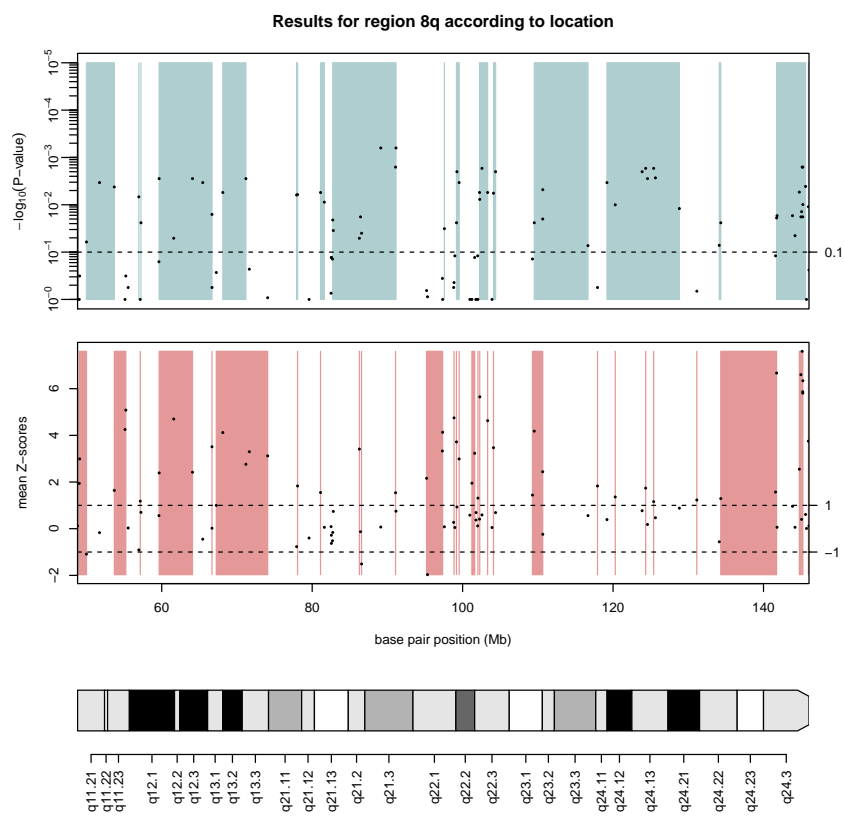 Results for region 8q according to location
−log10(P−value)
10−5
10−4
10−3
10−2
10−1
10−0
0.1
mean Z−scores
6
4
2
0
−2
1
−1
60 80 100 120 140
base pair position (Mb)
q11.21
q11.22
q11.23
q12.1
q12.2
q12.3
q13.1
q13.2
q13.3
q21.11
q21.12
q21.13
q21.2
q21.3
q22.1
q22.2
q22.3
q23.1
q23.2
q23.3
q24.11
q24.12
q24.13
q24.21
q24.22
q24.23
q24.3